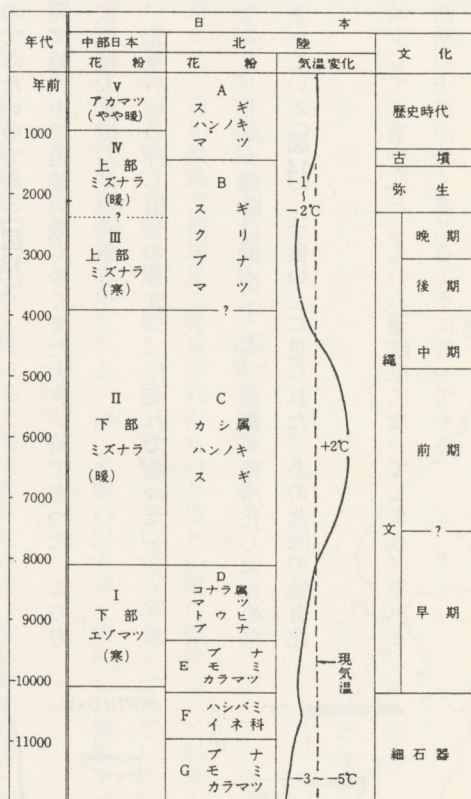 日本
年代 中部日本 北陸 文化
花粉 花粉 気温変化
年前
1000
2000
3000
4000
5000
6000
7000
8000
9000
10000
11000
V
アカマツ
(やや暖)
IV
上部
ミズナラ
(暖)
?
III
上部
ミズナラ
(寒)
II
下部
ミズナラ
(暖)
I
下部
エゾマツ
(寒)
A
スギ
ハンノキ
マツ
B
スギ
クリ
ブナ
マツ
?
C
カシ属
ハンノキ
スギ
D
コナラ属
マツ
トウヒ
ブナ
E
ブナ
モミ
カラマツ
F
ハシバミ
イネ科
G
ブナ
モミ
カラマツ
-1
~
-2℃
+2℃
現気温
-3~-5℃
歴史時代
古墳
弥生
縄文
晩期
後期
中期
前期
?
早期
細石器